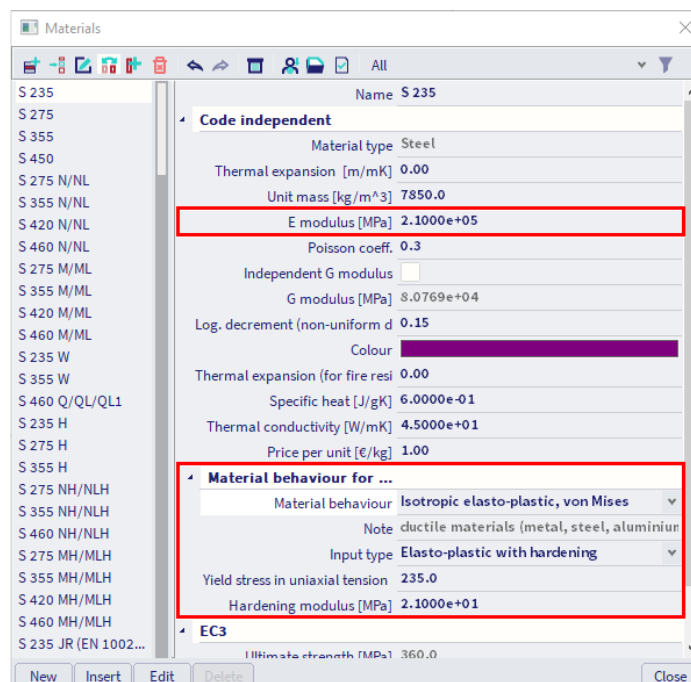 Materials
All
S 235
S 275
S 355
S 450
S 275 N/NL
S 355 N/NL
S 420 N/NL
S 460 N/NL
S 275 M/ML
S 355 M/ML
S 420 M/ML
S 460 M/ML
S 235 W
S 355 W
S 460 Q/QL/QL1
S 235 H
S 275 H
S 355 H
S 275 NH/NLH
S 355 NH/NLH
S 460 NH/NLH
S 275 MH/MLH
S 355 MH/MLH
S 420 MH/MLH
S 460 MH/MLH
S 235 JR (EN 1002...
Name S 235
Code independent
Material type Steel
Thermal expansion [m/mK] 0.00
Unit mass [kg/m^3] 7850.0
E modulus [MPa] 2.1000e+05
Poisson coeff. 0.3
Independent G modulus
G modulus [MPa] 8.0769e+04
Log. decrement (non-uniform d 0.15
Colour
Thermal expansion (for fire resi 0.00
Specific heat [J/gK] 6.0000e-01
Thermal conductivity [W/mK] 4.5000e+01
Price per unit [€/kg] 1.00
Material behaviour for ...
Material behaviour Isotropic elasto-plastic, von Mises
Note ductile materials (metal, steel, aluminiun
Input type Elasto-plastic with hardening
Yield stress in uniaxial tension 235.0
Hardening modulus [MPa] 2.1000e+01
EC3
Ultimate strength [MPa] 360.0
New Insert Edit Delete Close